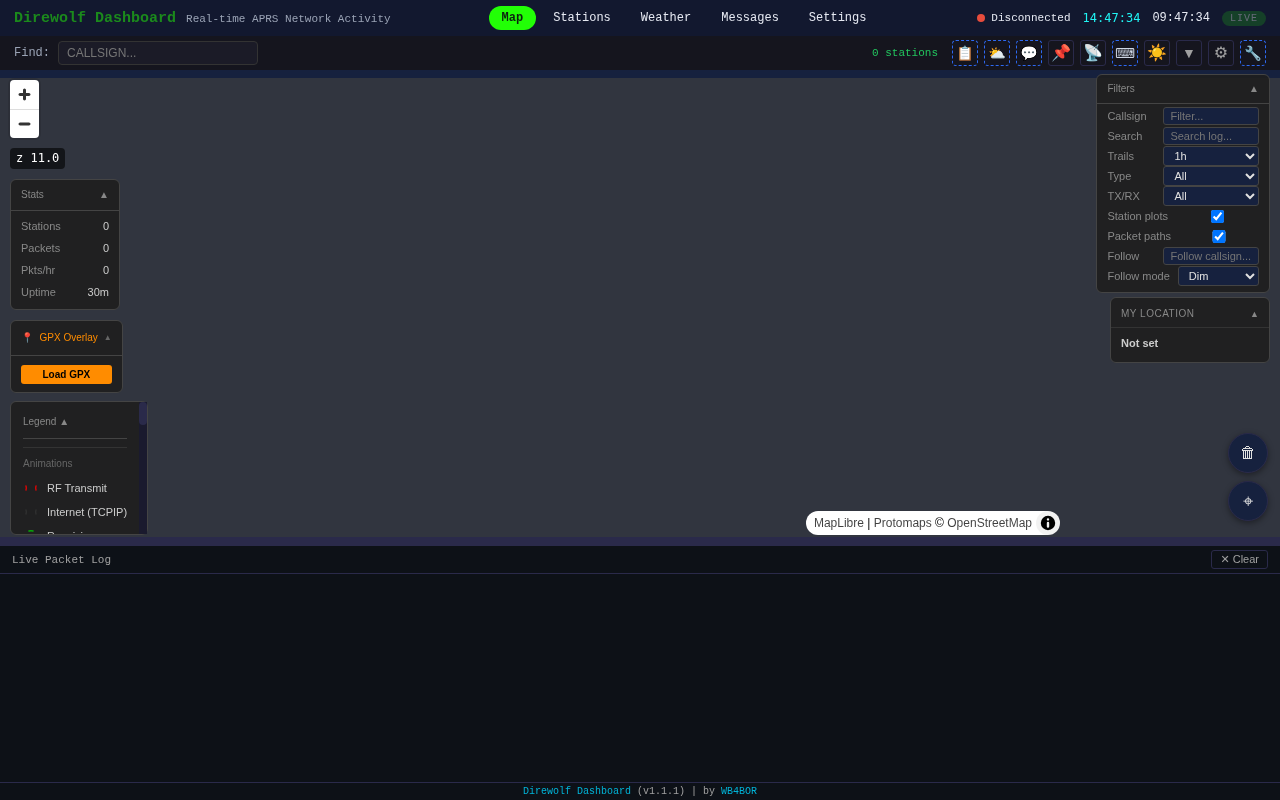 Direwolf Dashboard Real-time APRS Network Activity Map Stations Weather Messages Settings Disconnected 14:47:34 09:47:34 LIVE
Find: CALLSIGN... 0 stations
+
−
z 11.0
Stats ▲
Stations 0
Packets 0
Pkts/hr 0
Uptime 30m
GPX Overlay ▲
Load GPX
Legend ▲
Animations
RF Transmit
Internet (TCPIP)
Filters ▲
Callsign Filter...
Search Search log...
Trails 1h
Type All
TX/RX All
Station plots
Packet paths
Follow Follow callsign...
Follow mode Dim
MY LOCATION ▲
Not set
MapLibre | Protomaps © OpenStreetMap
Live Packet Log ✕ Clear
Direwolf Dashboard (v1.1.1) | by WB4BOR